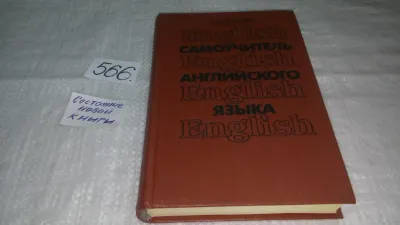 566.
Состояние
новой
книги
English
САМОУЧИТЕЛЬ
English
АНГЛИЙСКОГО
English
ЯЗЫКА
English